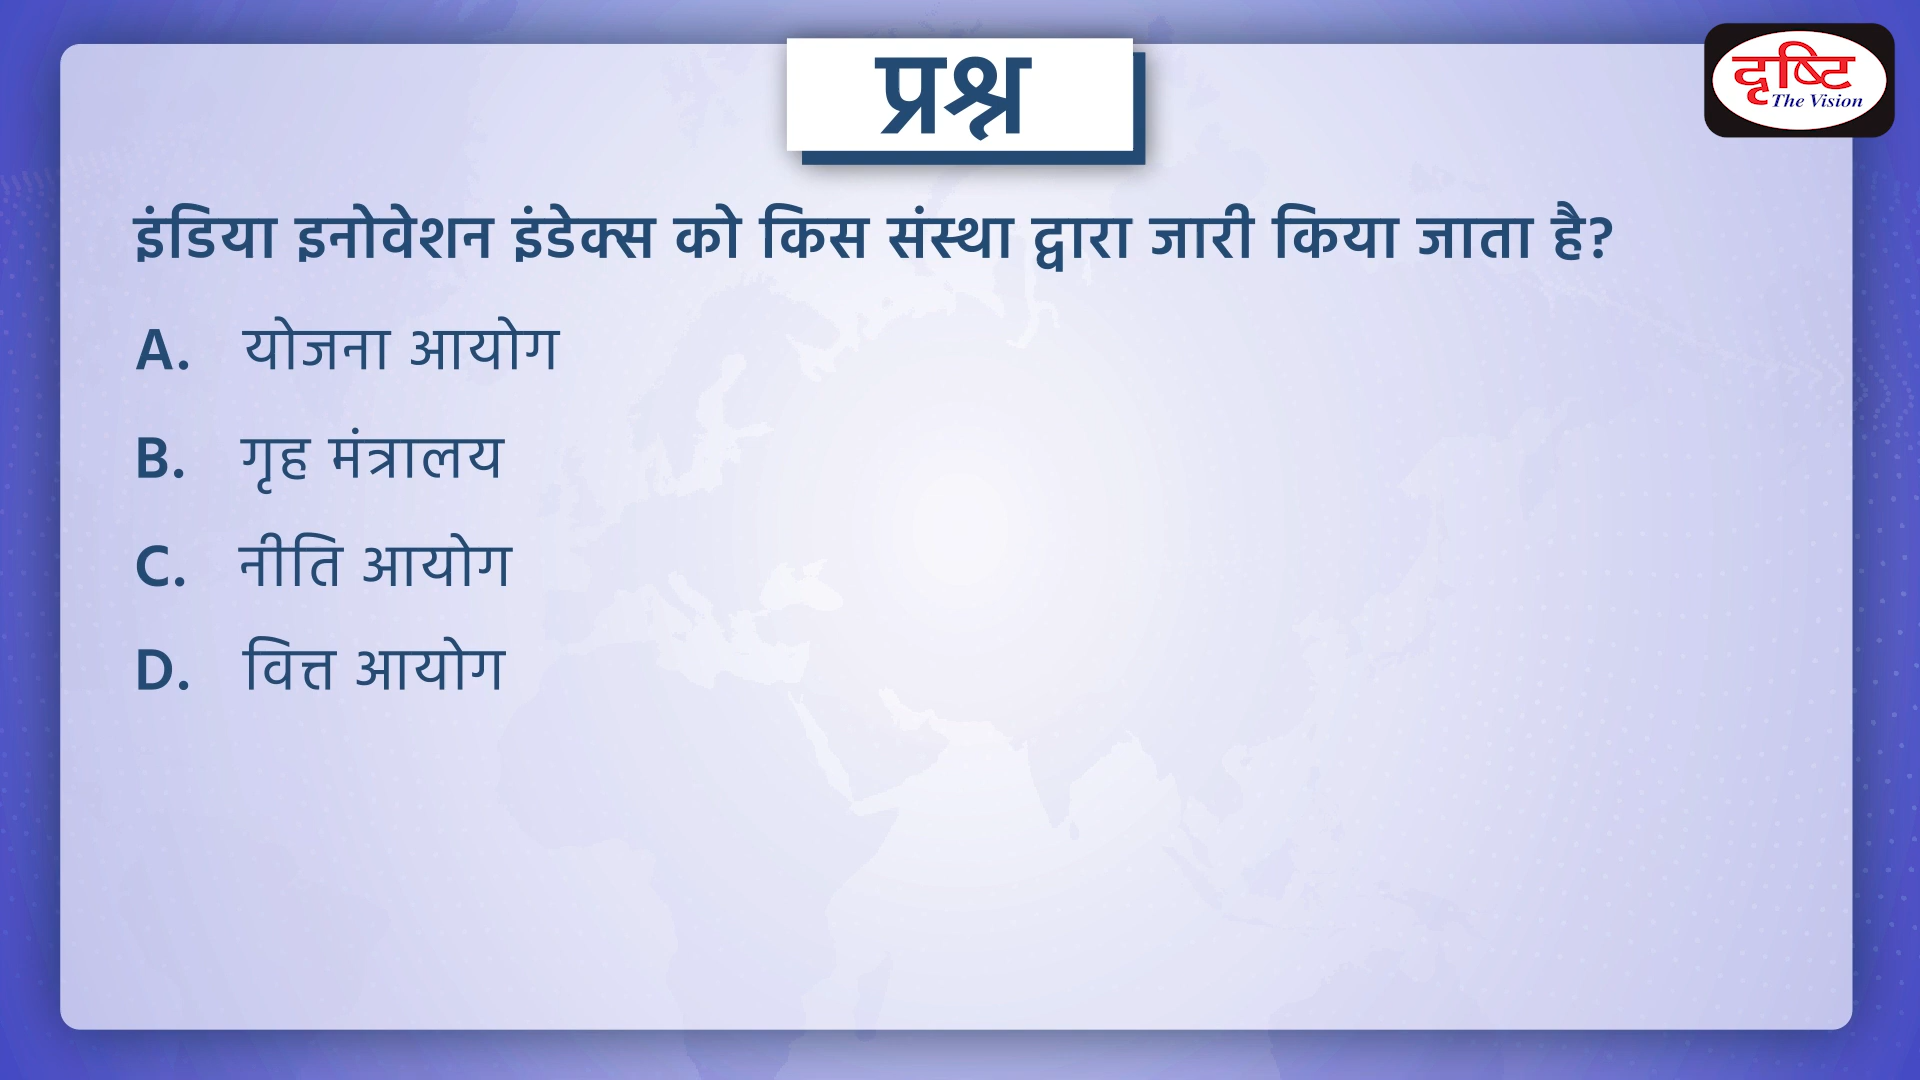 प्रश्न
दृष्टि
The Vision
इंडिया इनोवेशन इंडेक्स को किस संस्था द्वारा जारी किया जाता है?
A. योजना आयोग
B. गृह मंत्रालय
C. नीति आयोग
D. वित्त आयोग